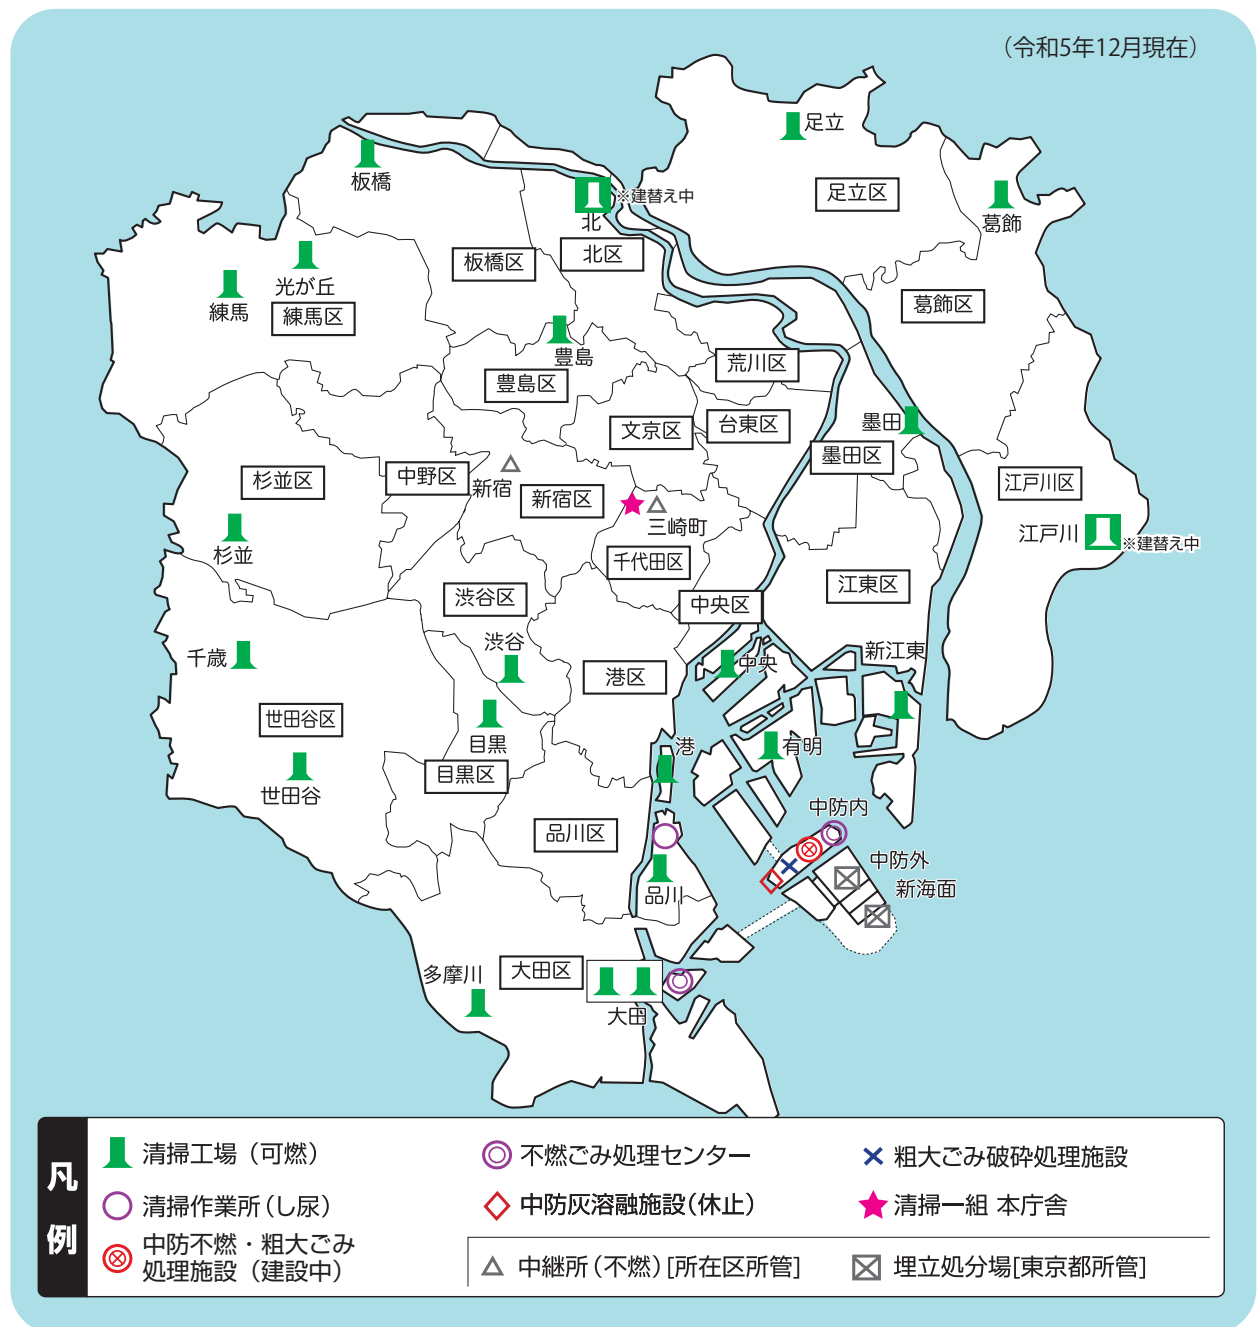 （令和5年12月現在）
足立
板橋
足立区
※建替え中
葛飾
北
北区
板橋区
光が丘
練馬
練馬区
葛飾区
豊島
荒川区
豊島区
台東区
文京区
墨田
墨田区
中野区
新宿
杉並区
新宿区
江戸川区
三崎町
江戸川
※建替え中
杉並
千代田区
江東区
渋谷区
中央区
渋谷
新江東
千歳
中央
港区
世田谷区
目黒
港
有明
目黒区
世田谷
中防内
品川区
中防外
新海面
品川
大田区
多摩川
大田
凡例
清掃工場（可燃）
不燃ごみ処理センター
粗大ごみ破砕処理施設
清掃作業所（し尿）
中防灰溶融施設（休止）
清掃一組 本庁舎
中防不燃・粗大ごみ
処理施設（建設中）
中継所（不燃）[所在区所管]
埋立処分場[東京都所管]